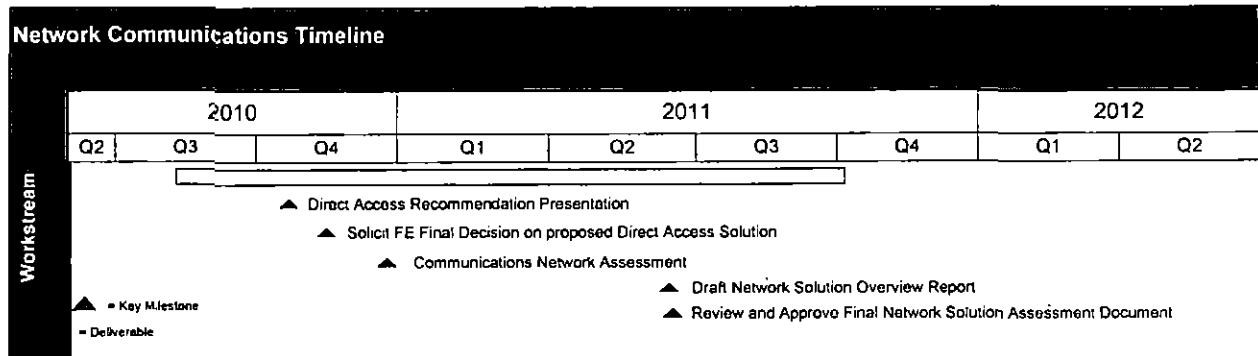 Network Communications Timeline
2010 2011 2012
Q2 Q3 Q4 Q1 Q2 Q3 Q4 Q1 Q2
Workstream
Direct Access Recommendation Presentation
Solicit FE Final Decision on proposed Direct Access Solution
Communications Network Assessment
Draft Network Solution Overview Report
= Key Milestone
Review and Approve Final Network Solution Assessment Document
= Deliverable